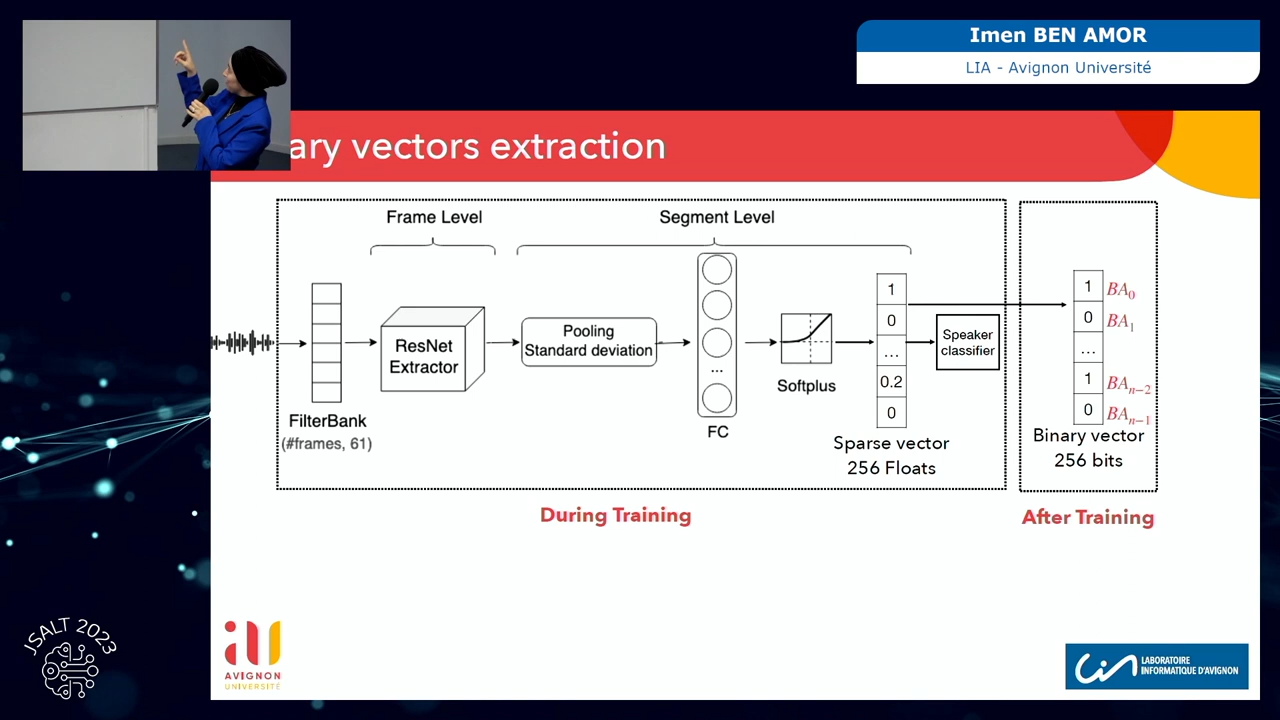 Imen BEN AMOR
LIA - Avignon Université
ary vectors extraction
Frame Level
Segment Level
FilterBank
(#frames, 61)
ResNet
Extractor
Pooling
Standard deviation
...
FC
Softplus
1
0
...
0.2
0
Sparse vector
256 Floats
Speaker
classifier
1 BA0
0 BA1
...
1 BAn−2
0 BAn−1
Binary vector
256 bits
During Training
After Training
JSALT 2023
AVIGNON
UNIVERSITÉ
LIA
LABORATOIRE
INFORMATIQUE D'AVIGNON